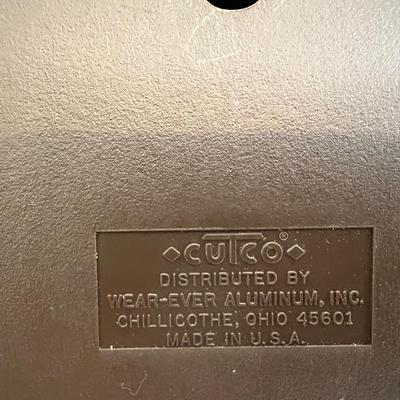 ◇CUTCO◇®
DISTRIBUTED BY
WEAR-EVER ALUMINUM, INC.
CHILLICOTHE, OHIO 45601
MADE IN U.S.A.